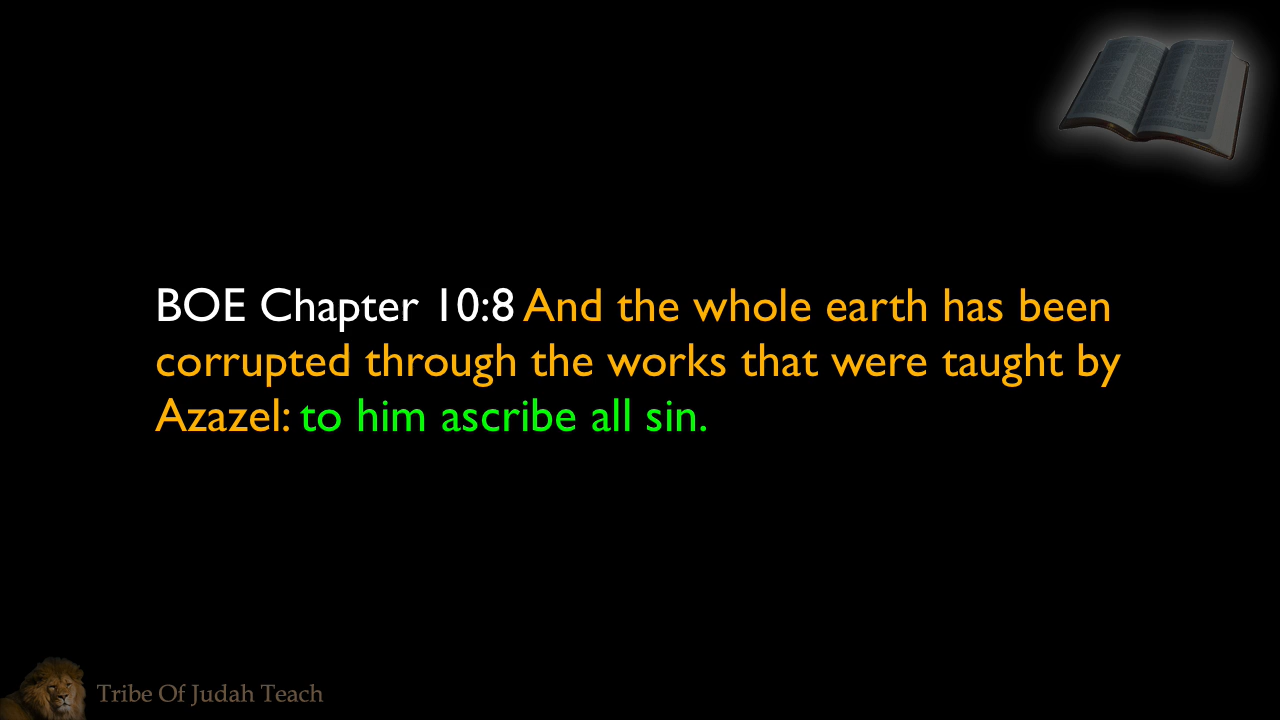 BOE Chapter 10:8 And the whole earth has been
corrupted through the works that were taught by
Azazel: to him ascribe all sin.
Tribe Of Judah Teach